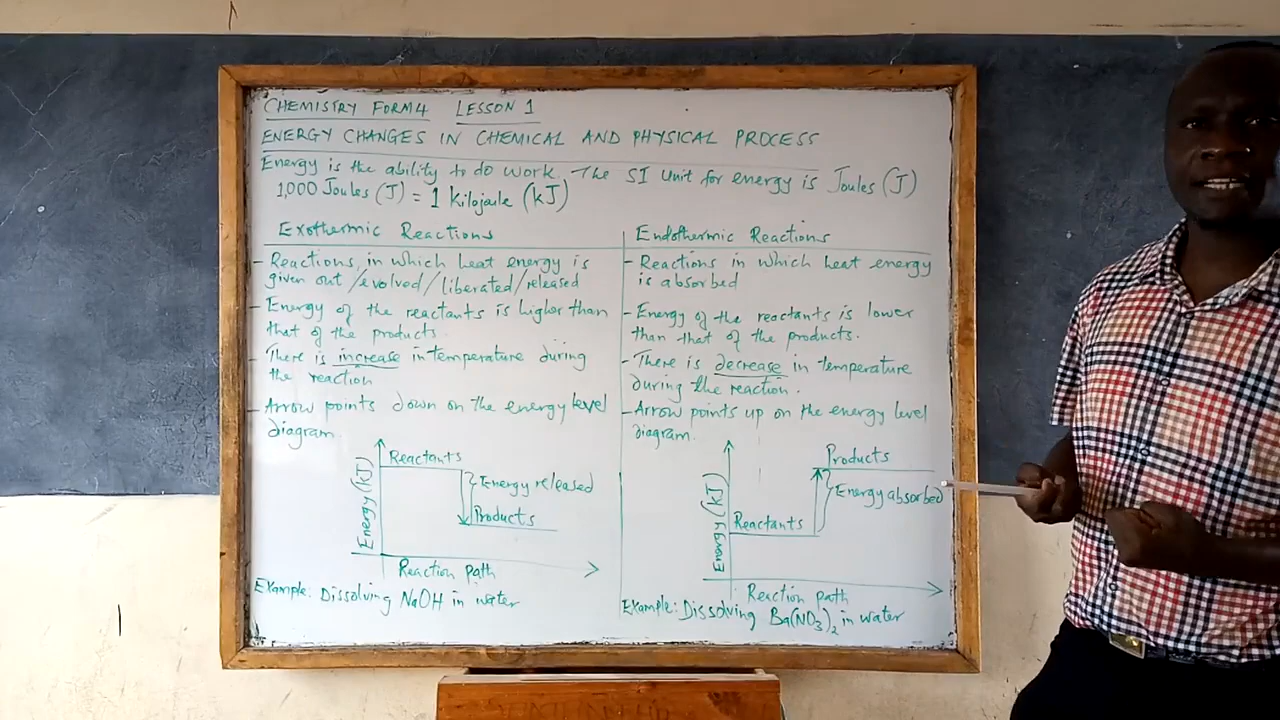 CHEMISTRY FORM 4 LESSON 1
ENERGY CHANGES IN CHEMICAL AND PHYSICAL PROCESS
Energy is the ability to do work. The SI Unit for energy is Joules (J)
1,000 Joules (J) = 1 Kilojoule (kJ)
Exothermic Reactions
- Reactions in which heat energy is
given out/evolved/liberated/released
- Energy of the reactants is higher than
that of the products.
- There is increase in temperature during
the reaction
- Arrow points down on the energy level
diagram
Energy (kJ)
Reactants
Energy released
Products
Reaction path
Example: Dissolving NaOH in water
Endothermic Reactions
- Reactions in which heat energy
is absorbed
- Energy of the reactants is lower
than that of the products.
- There is decrease in temperature
during the reaction.
- Arrow points up on the energy level
diagram.
Energy (kJ)
Products
Energy absorbed
Reactants
Reaction path
Example: Dissolving Ba(NO₃)₂ in water